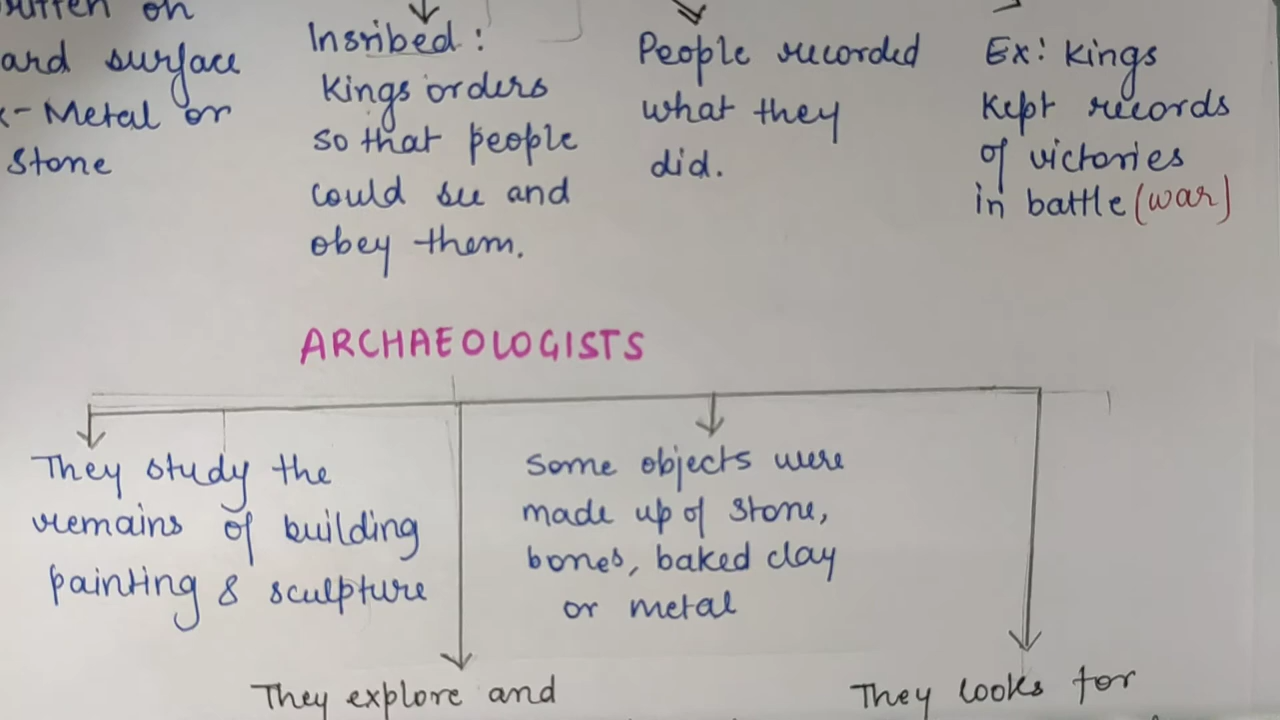 on
ard surface
- Metal or
Stone
Insribed :
Kings orders
so that people
could see and
obey them.
People recorded
what they
did.
Ex: Kings
kept records
of victories
in battle (war)
ARCHAEOLOGISTS
They study the
remains of building
painting & sculpture
Some objects were
made up of stone,
bones, baked clay
or metal
They explore and
They looks for